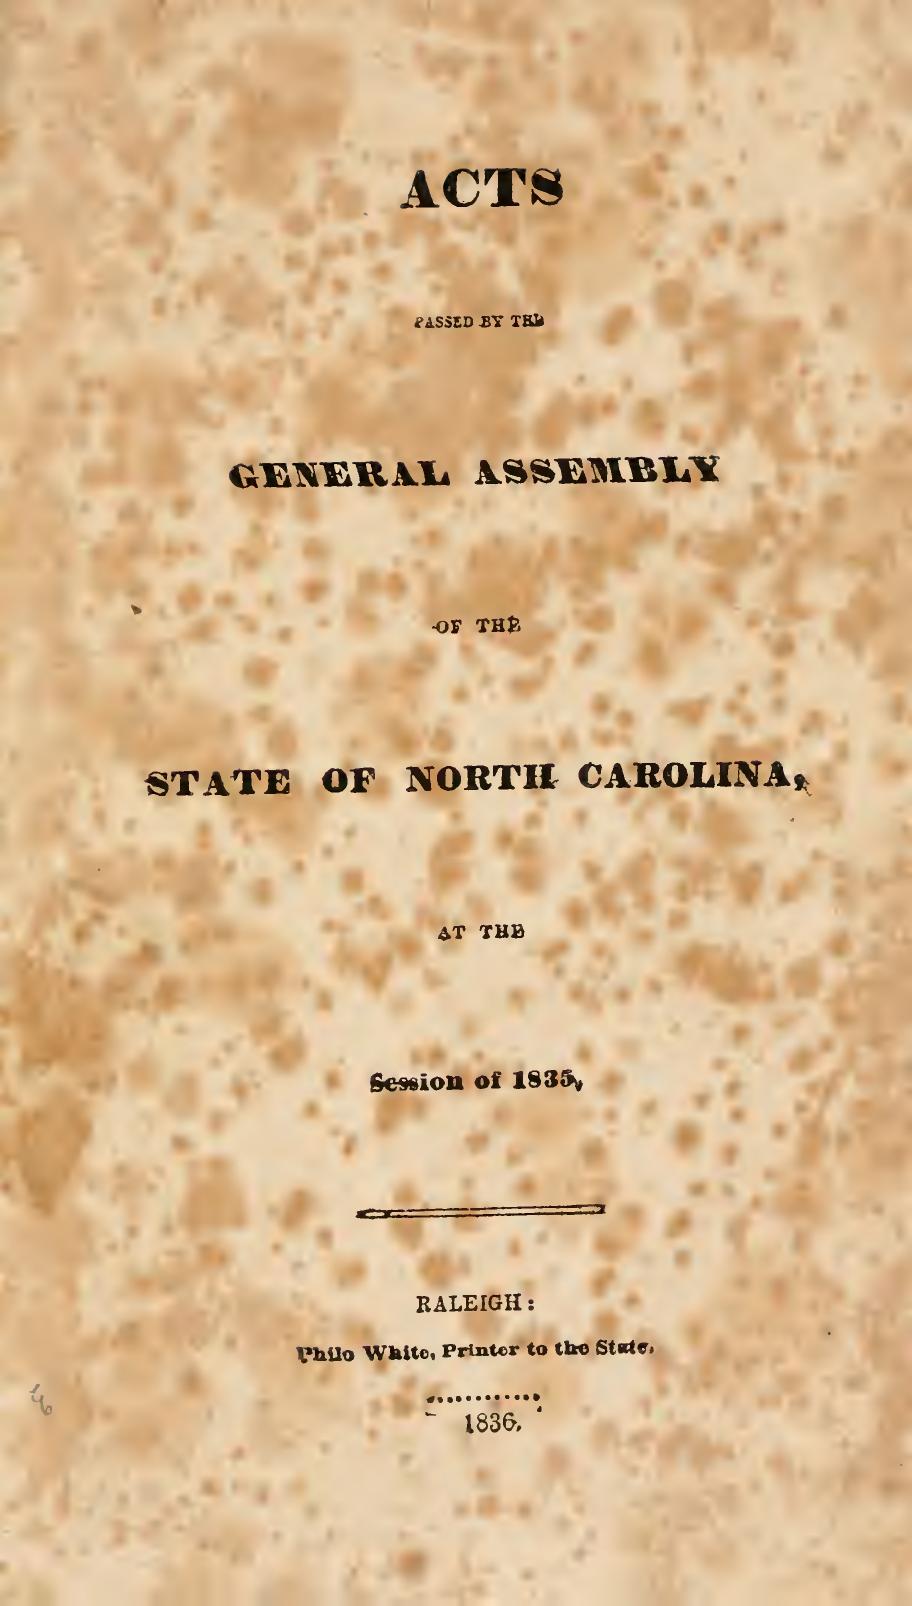 ACTS
PASSED BY THE
GENERAL ASSEMBLY
OF THE
STATE OF NORTH CAROLINA,
AT THE
Session of 1835,
RALEIGH:
Philo White, Printer to the State.
............
1836.